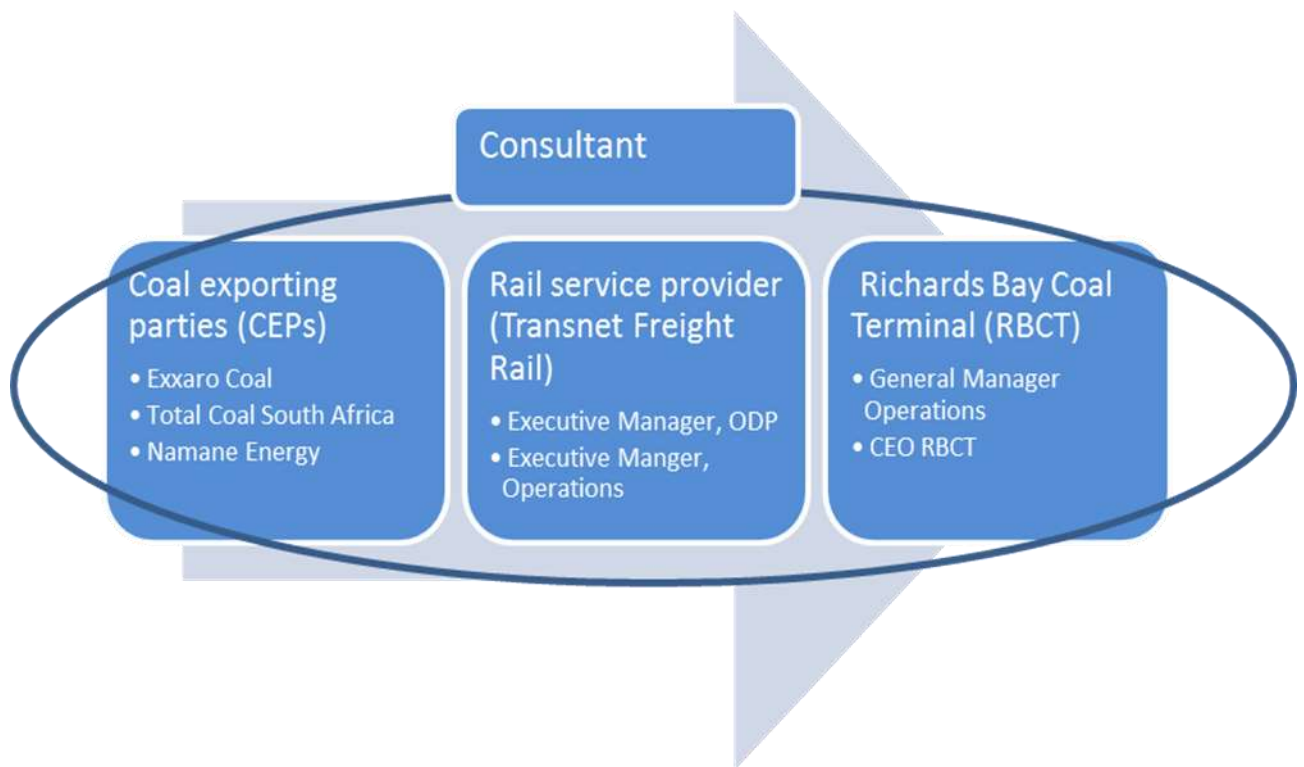 Consultant
Coal exporting
parties (CEPs)
• Exxaro Coal
• Total Coal South Africa
• Namane Energy
Rail service provider
(Transnet Freight
Rail)
• Executive Manager, ODP
• Executive Manger,
Operations
Richards Bay Coal
Terminal (RBCT)
• General Manager
Operations
• CEO RBCT